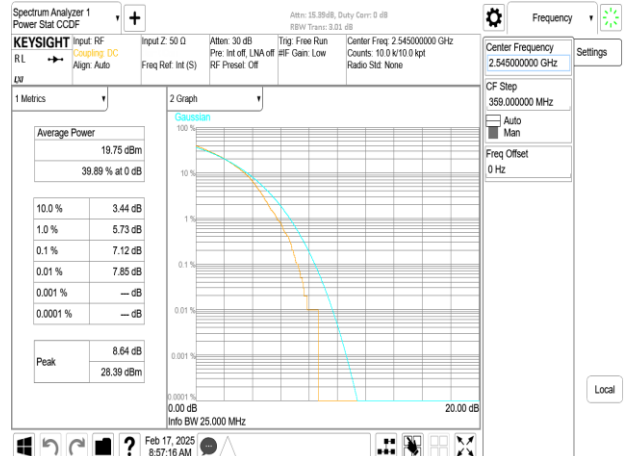 Spectrum Analyzer 1
Power Stat CCDF
Attn: 15.39dB, Duty Corr: 0 dB
RBW Trans: 3.01 dB
Frequency
KEYSIGHT
RL
LXI
Input: RF
Coupling: DC
Align: Auto
Input Z: 50 Ω
Freq Ref: Int (S)
Atten: 30 dB
Pre: Int off, LNA off
RF Presel: Off
Trig: Free Run
#IF Gain: Low
Center Freq: 2.545000000 GHz
Counts: 10.0 k/10.0 kpt
Radio Std: None
Center Frequency
2.545000000 GHz
Settings
CF Step
359.000000 MHz
Auto
Man
Freq Offset
0 Hz
1 Metrics
Average Power
19.75 dBm
39.89 % at 0 dB
10.0 % 3.44 dB
1.0 % 5.73 dB
0.1 % 7.12 dB
0.01 % 7.85 dB
0.001 % --- dB
0.0001 % --- dB
Peak
8.64 dB
28.39 dBm
2 Graph
Gaussian
100 %
10 %
1 %
0.1 %
0.01 %
0.001 %
0.0001 %
0.00 dB
20.00 dB
Info BW 25.000 MHz
Local
?
Feb 17, 2025
8:57:16 AM